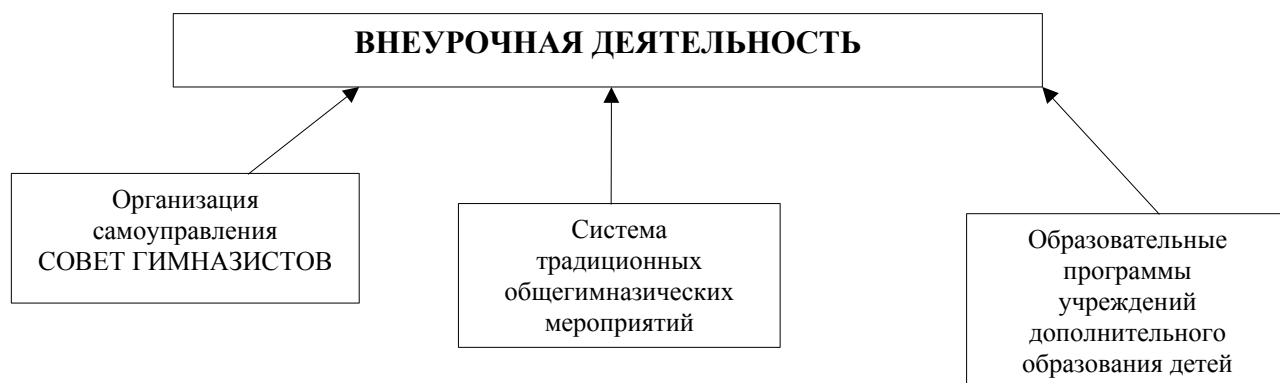 ВНЕУРОЧНАЯ ДЕЯТЕЛЬНОСТЬ
Организация
самоуправления
СОВЕТ ГИМНАЗИСТОВ
Система
традиционных
общегимназических
мероприятий
Образовательные
программы
учреждений
дополнительного
образования детей